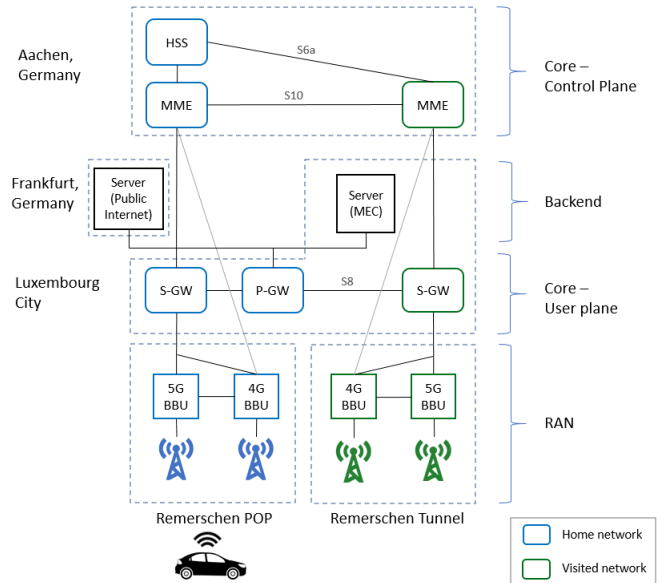 Aachen,
Germany
HSS
S6a
MME
S10
MME
Core –
Control Plane
Frankfurt,
Germany
Server
(Public
Internet)
Server
(MEC)
Backend
Luxembourg
City
S-GW
P-GW
S8
S-GW
Core –
User plane
5G
BBU
4G
BBU
4G
BBU
5G
BBU
RAN
Remerschen POP
Remerschen Tunnel
Home network
Visited network